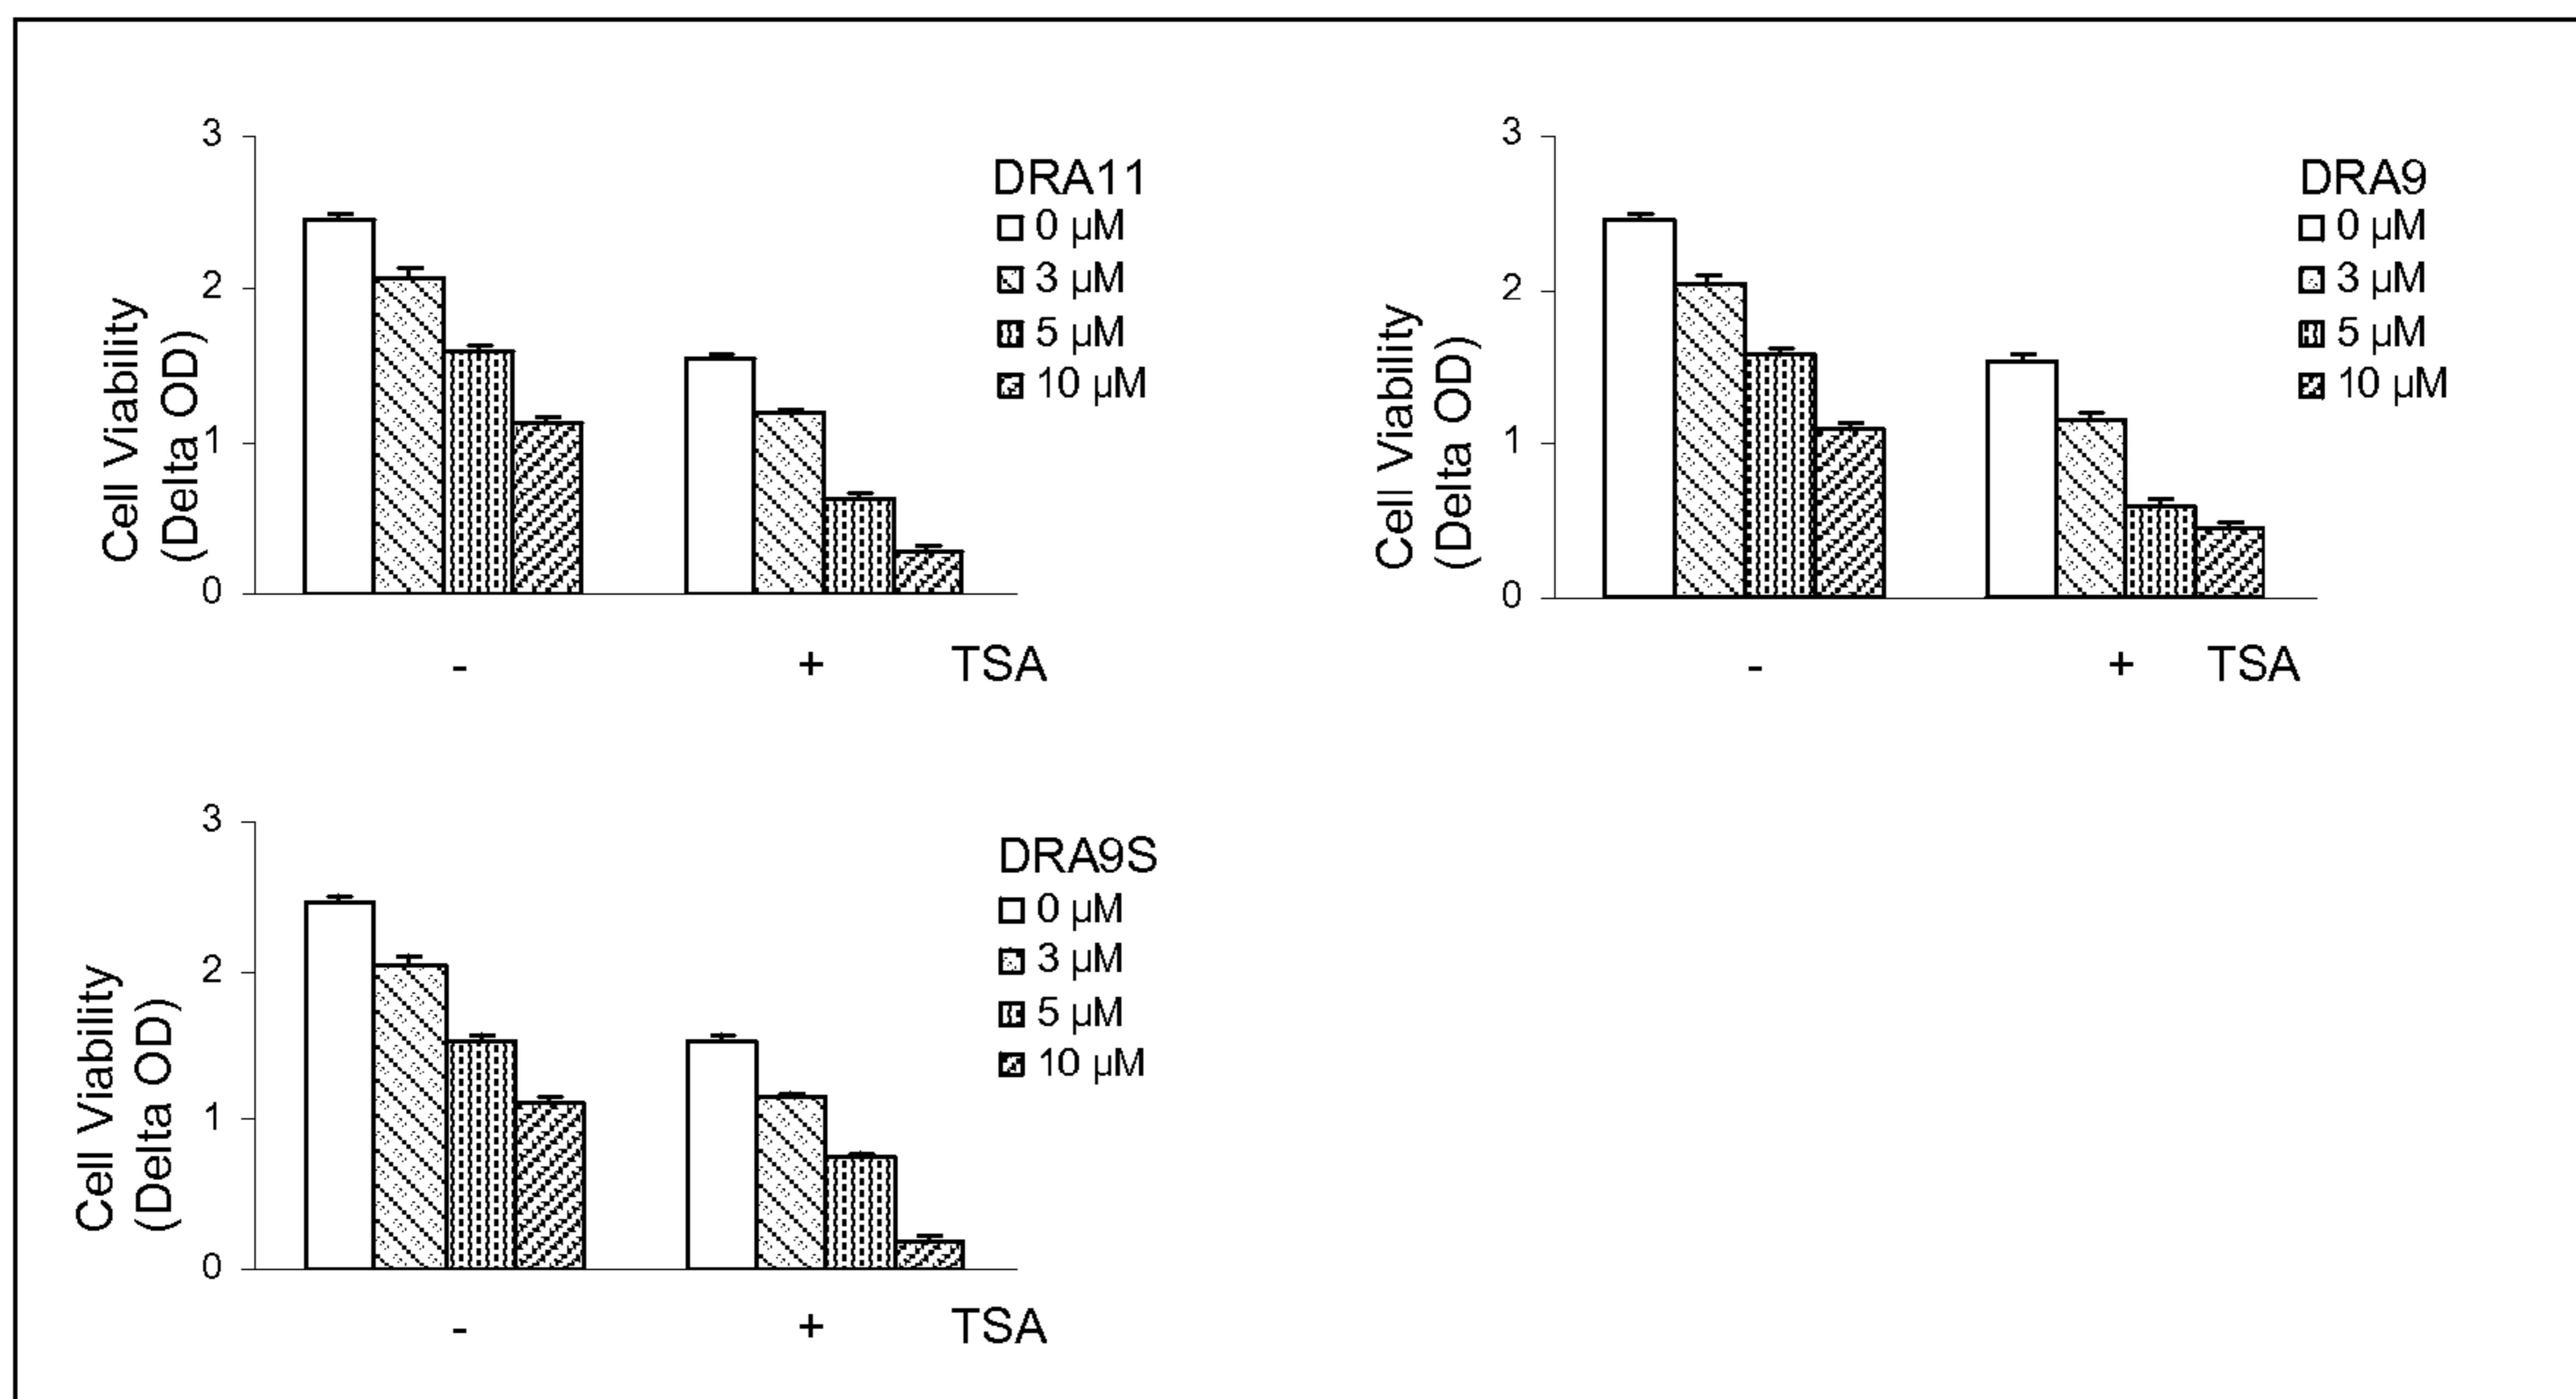 3
2
1
0
Cell Viability
(Delta OD)
DRA11
0 µM
3 µM
5 µM
10 µM
-
+
TSA
3
2
1
0
Cell Viability
(Delta OD)
DRA9
0 µM
3 µM
5 µM
10 µM
-
+
TSA
3
2
1
0
Cell Viability
(Delta OD)
DRA9S
0 µM
3 µM
5 µM
10 µM
-
+
TSA